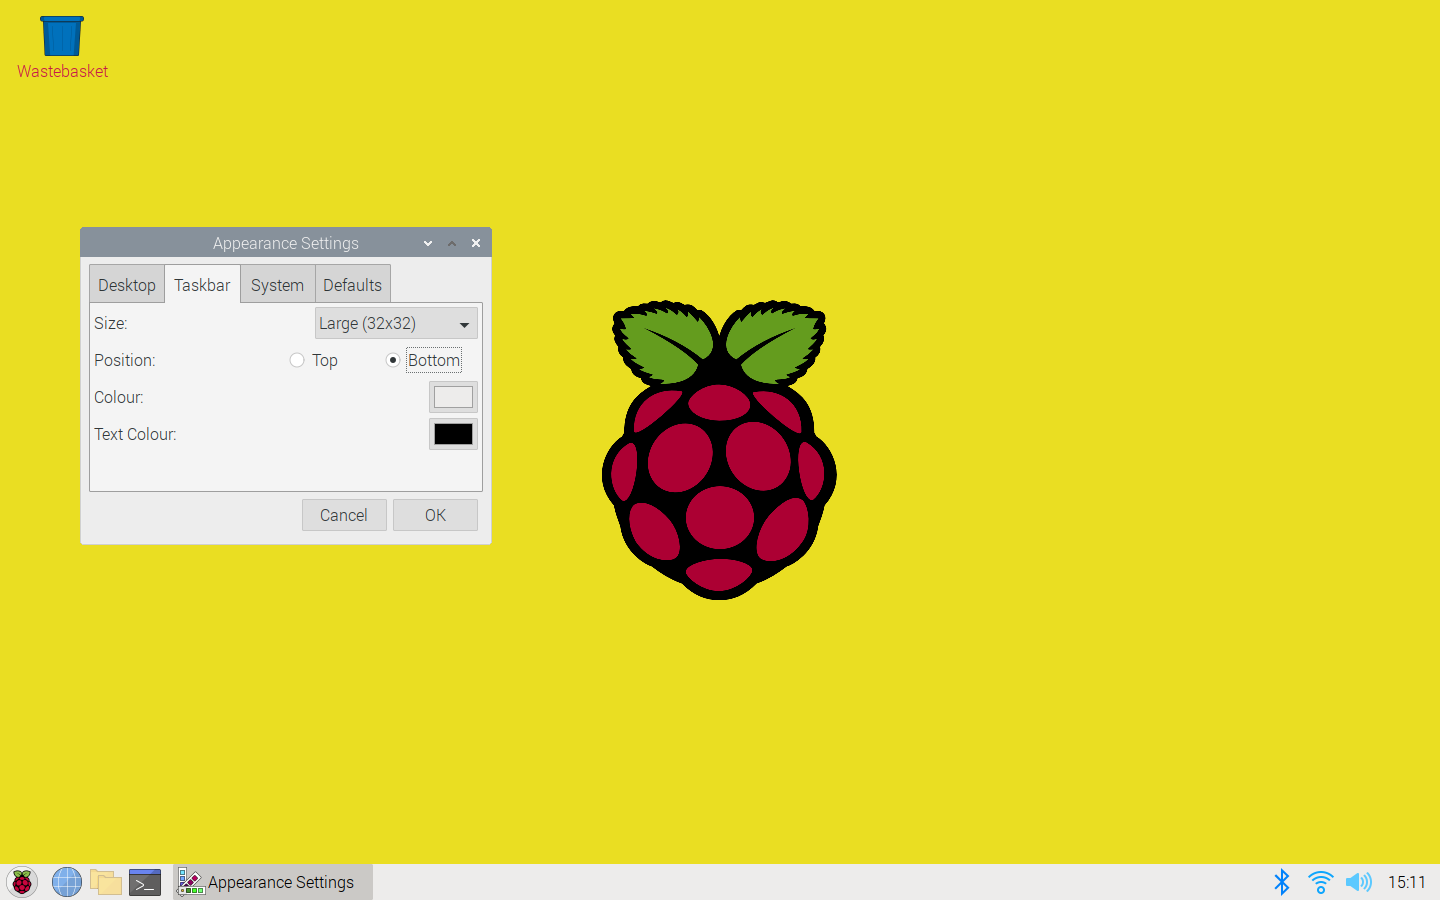 Wastebasket
Appearance Settings
Desktop Taskbar System Defaults
Size: Large (32x32)
Position: Top Bottom
Colour:
Text Colour:
Cancel OK
>_ Appearance Settings 15:11